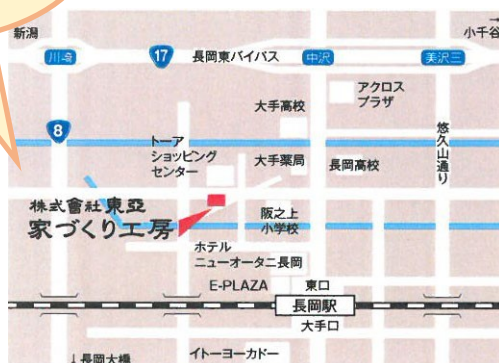 新潟
小千谷
川崎
17
長岡東バイパス
中沢
美沢三
アクロス
プラザ
大手高校
8
トーア
ショッピング
センター
大手薬局
長岡高校
悠久山通り
株式會社東亞
家づくり工房
阪之上
小学校
ホテル
ニューオータニ長岡
E-PLAZA
東口
長岡駅
大手口
↓長岡大橋
イトーヨーカドー